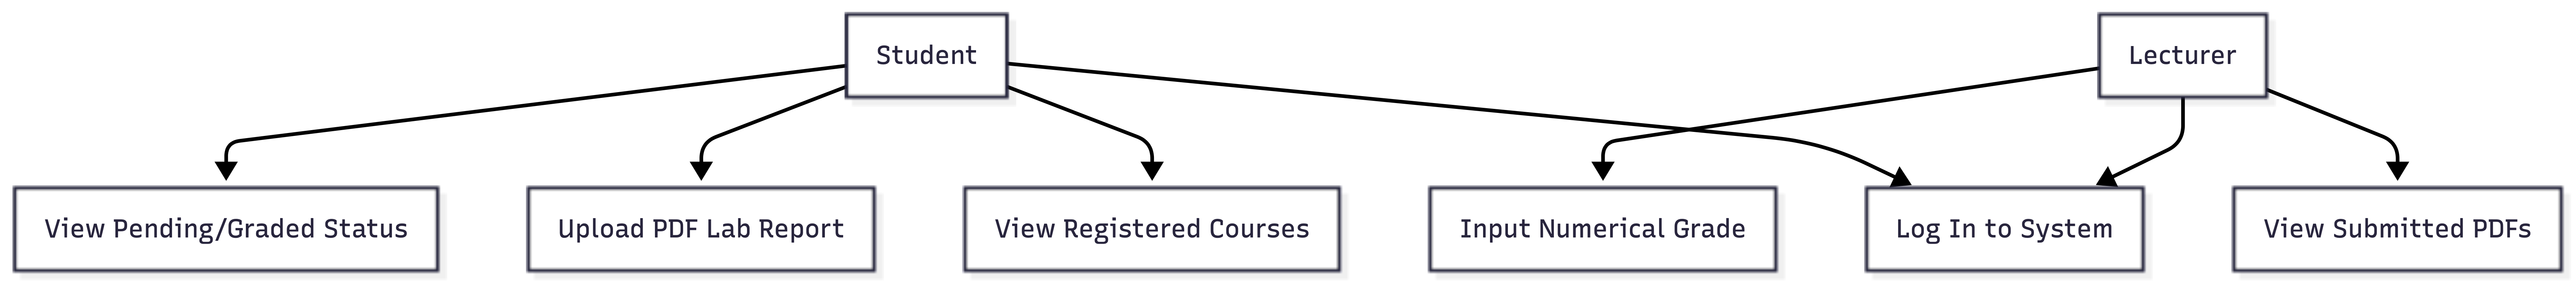 Student
Lecturer
View Pending/Graded Status
Upload PDF Lab Report
View Registered Courses
Input Numerical Grade
Log In to System
View Submitted PDFs